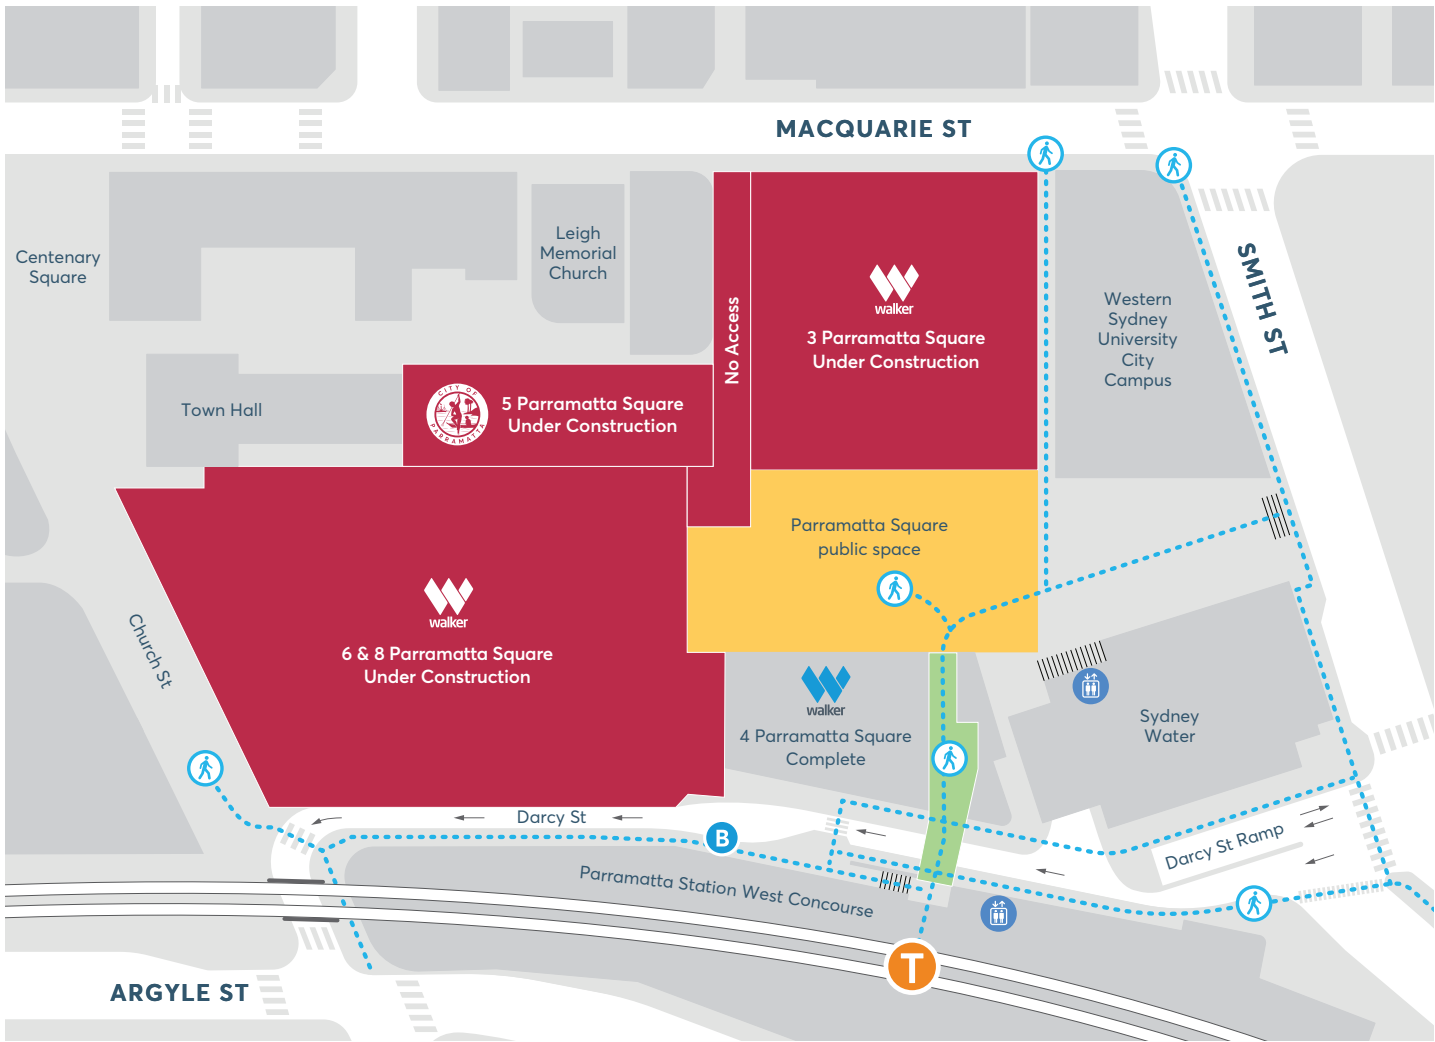 MACQUARIE ST
Centenary
Square
Leigh
Memorial
Church
No Access
walker
3 Parramatta Square
Under Construction
Western
Sydney
University
City
Campus
SMITH ST
Town Hall
CITY OF
PARRAMATTA
5 Parramatta Square
Under Construction
Parramatta Square
public space
walker
6 & 8 Parramatta Square
Under Construction
Church St
walker
4 Parramatta Square
Complete
Sydney
Water
Darcy St
B
Darcy St Ramp
Parramatta Station West Concourse
T
ARGYLE ST